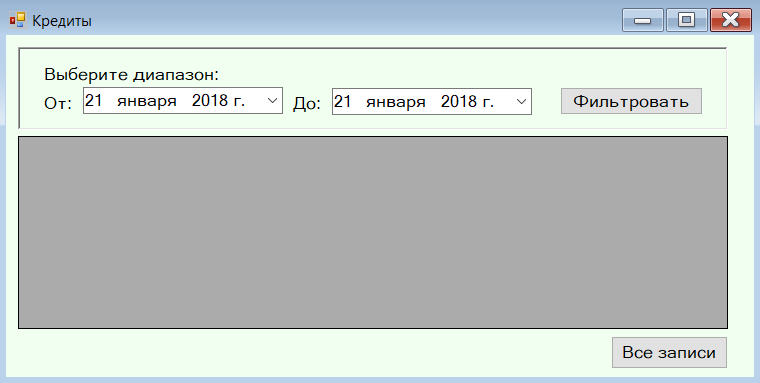 Кредиты
Выберите диапазон:
От: 21 января 2018 г. До: 21 января 2018 г. Фильтровать
Все записи